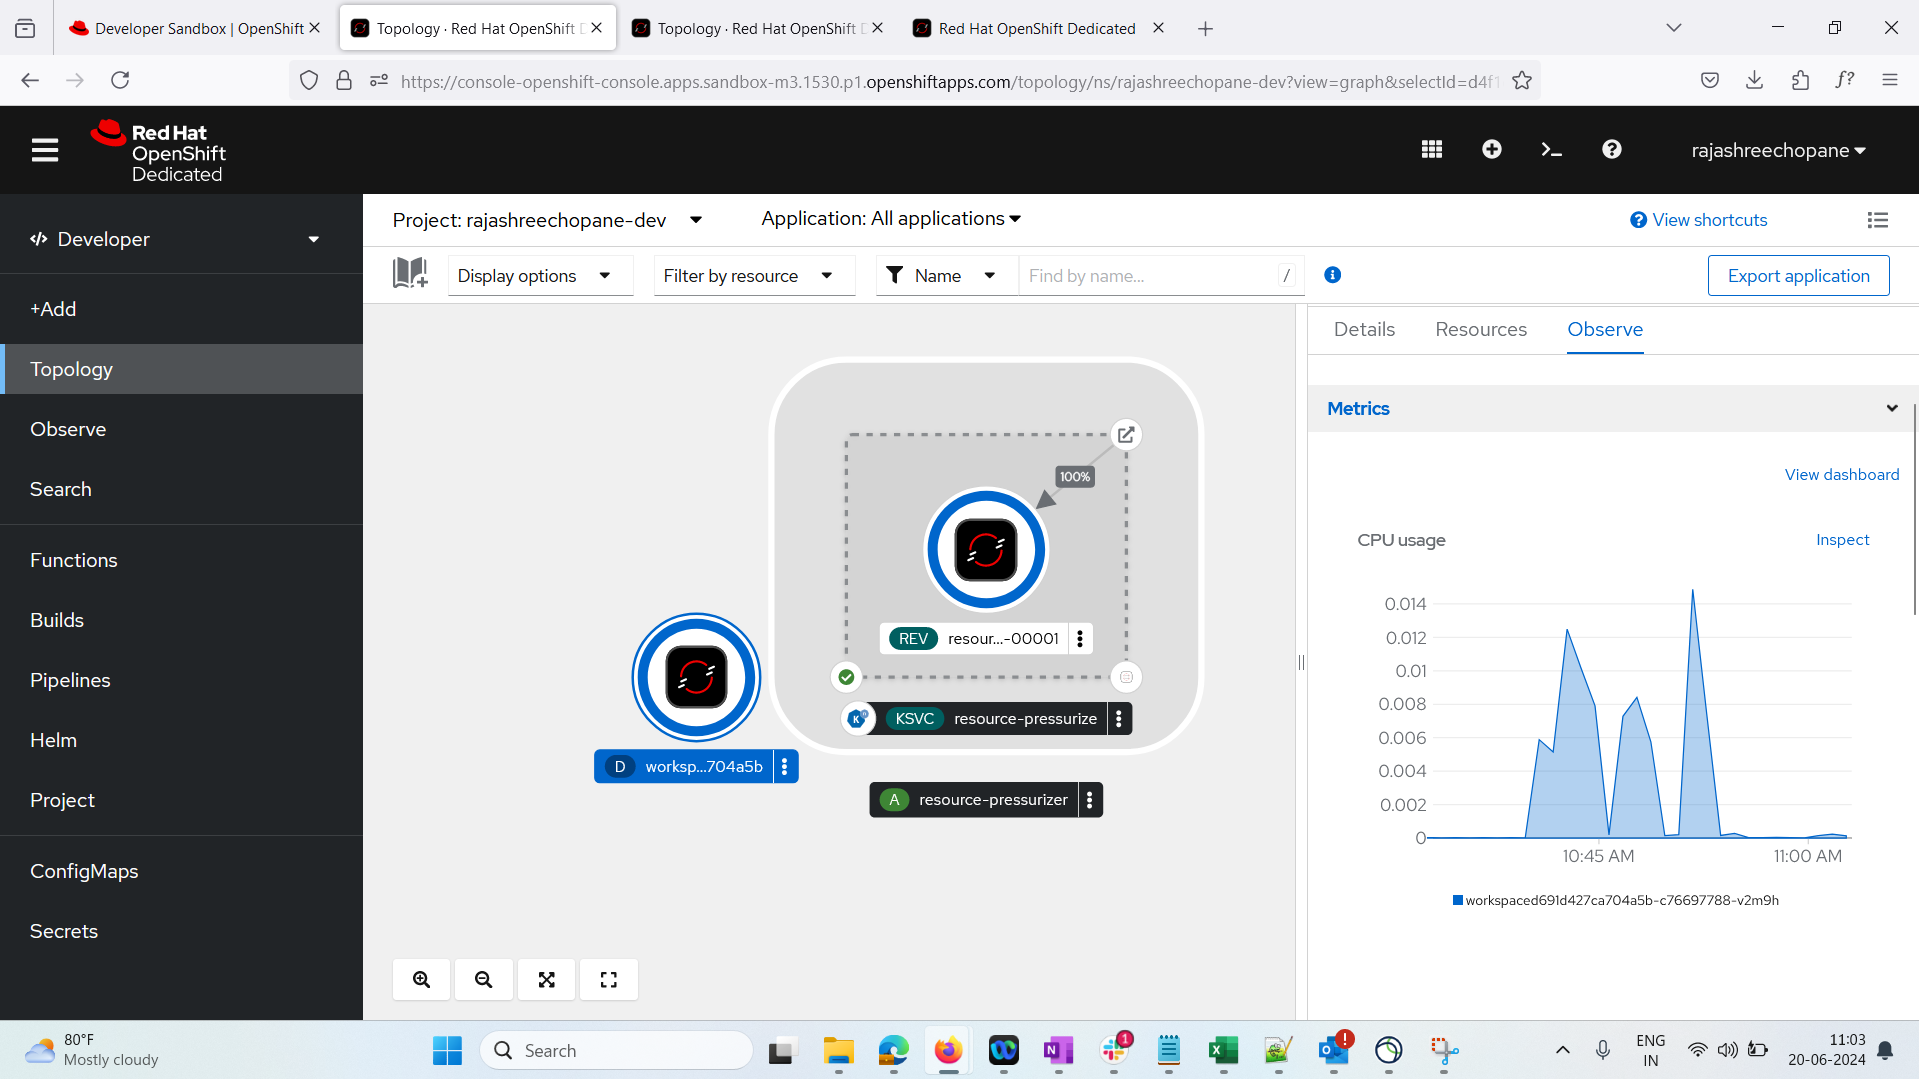 Developer Sandbox | OpenShift
Topology · Red Hat OpenShift D
Topology · Red Hat OpenShift D
Red Hat OpenShift Dedicated
https://console-openshift-console.apps.sandbox-m3.1530.p1.openshiftapps.com/topology/ns/rajashreechopane-dev?view=graph&selectId=d4f1
Red Hat
OpenShift
Dedicated
rajashreechopane
Developer
+Add
Topology
Observe
Search
Functions
Builds
Pipelines
Helm
Project
ConfigMaps
Secrets
Project: rajashreechopane-dev
Application: All applications
View shortcuts
Display options
Filter by resource
Name
Find by name...
/
Export application
100%
REV resour...-00001
KSVC resource-pressurize
D worksp...704a5b
A resource-pressurizer
Details
Resources
Observe
Metrics
View dashboard
CPU usage
Inspect
0.014
0.012
0.01
0.008
0.006
0.004
0.002
0
10:45 AM
11:00 AM
workspaced691d427ca704a5b-c76697788-v2m9h
80°F
Mostly cloudy
Search
1
ENG
IN
11:03
20-06-2024